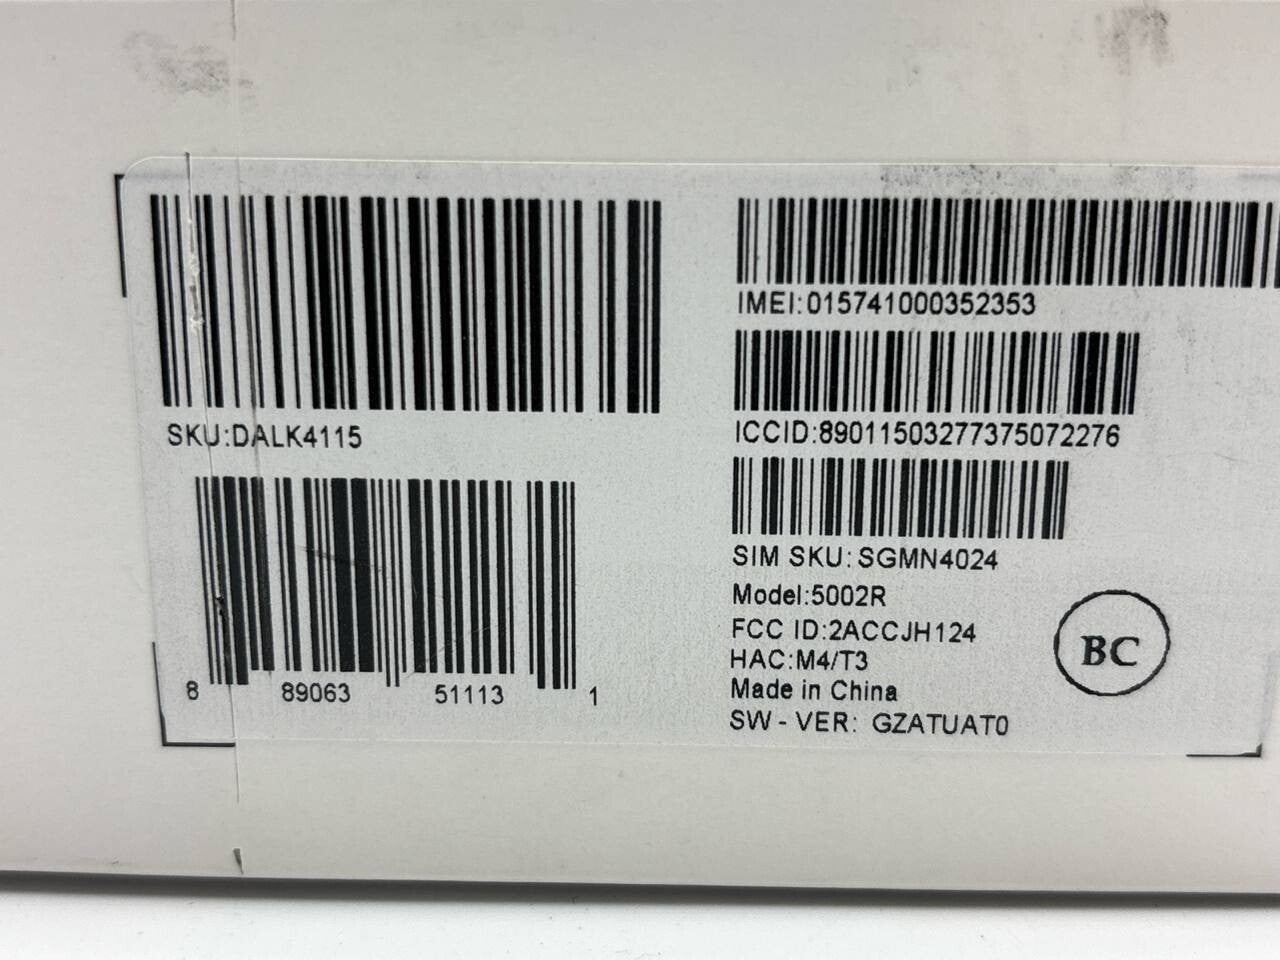 SKU:DALK4115
8 89063 51113 1
IMEI:015741000352353
ICCID:89011503277375072276
SIM SKU: SGMN4024
Model:5002R
FCC ID:2ACCJH124
HAC:M4/T3
Made in China
SW - VER: GZATUAT0
BC